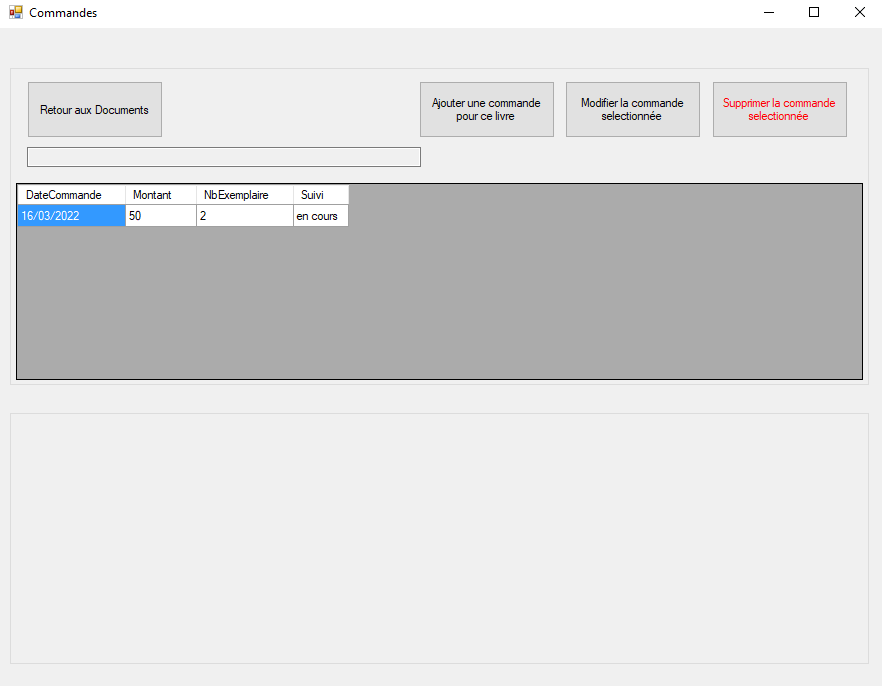 Commandes
Retour aux Documents
Ajouter une commande
pour ce livre
Modifier la commande
selectionnée
Supprimer la commande
selectionnée
DateCommande Montant NbExemplaire Suivi
16/03/2022 50 2 en cours